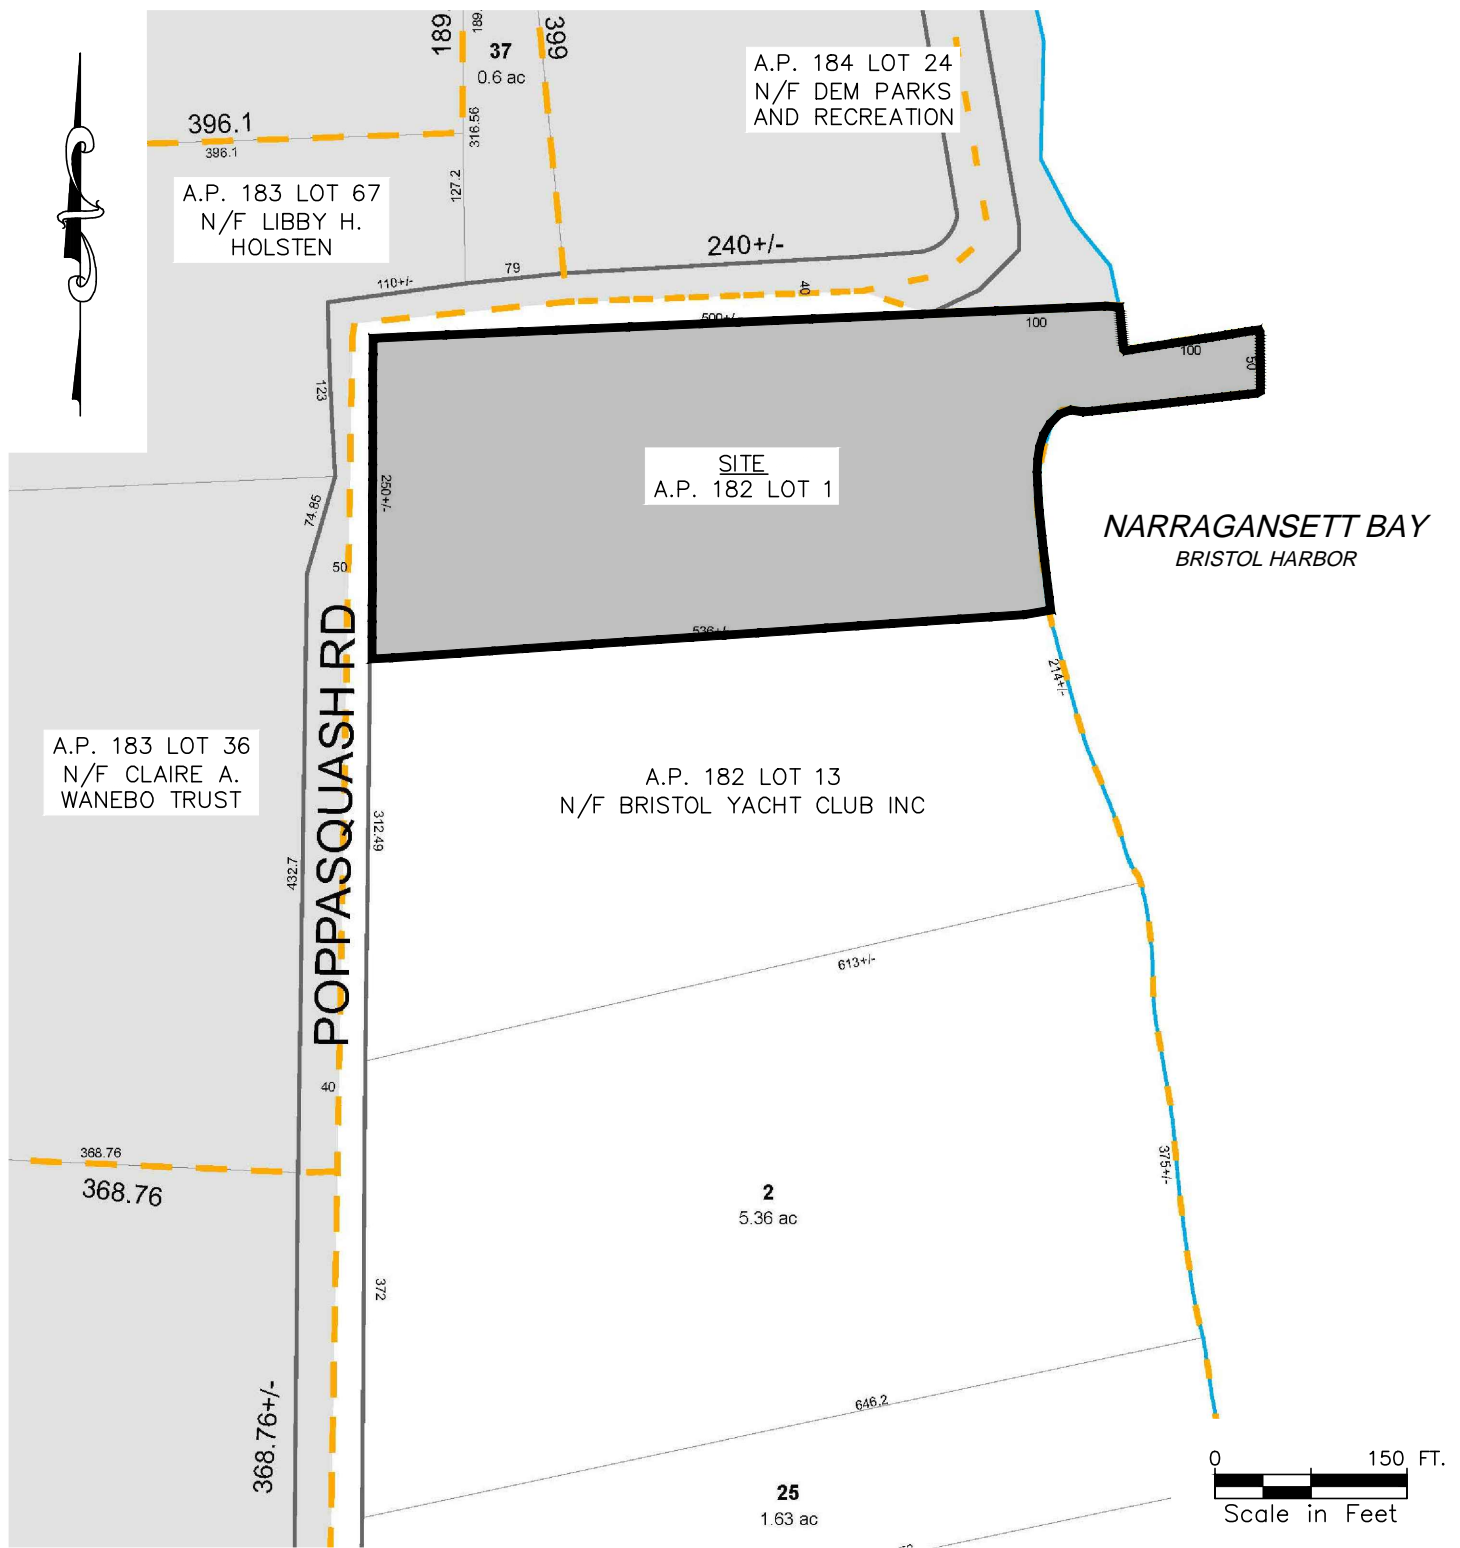 189.
189.
37
0.6 ac
399
A.P. 184 LOT 24
N/F DEM PARKS
AND RECREATION
396.1
396.1
316.56
127.2
A.P. 183 LOT 67
N/F LIBBY H.
HOLSTEN
240+/-
79
110+/-
40
500+/-
100
100
50
123
SITE
A.P. 182 LOT 1
250+/-
74.85
50
NARRAGANSETT BAY
BRISTOL HARBOR
536+/-
214+/-
POPPASQUASH RD
A.P. 183 LOT 36
N/F CLAIRE A.
WANEBO TRUST
A.P. 182 LOT 13
N/F BRISTOL YACHT CLUB INC
312.49
432.7
613+/-
40
368.76
368.76
375+/-
2
5.36 ac
372
368.76+/-
646.2
25
1.63 ac
0 150 FT.
Scale in Feet